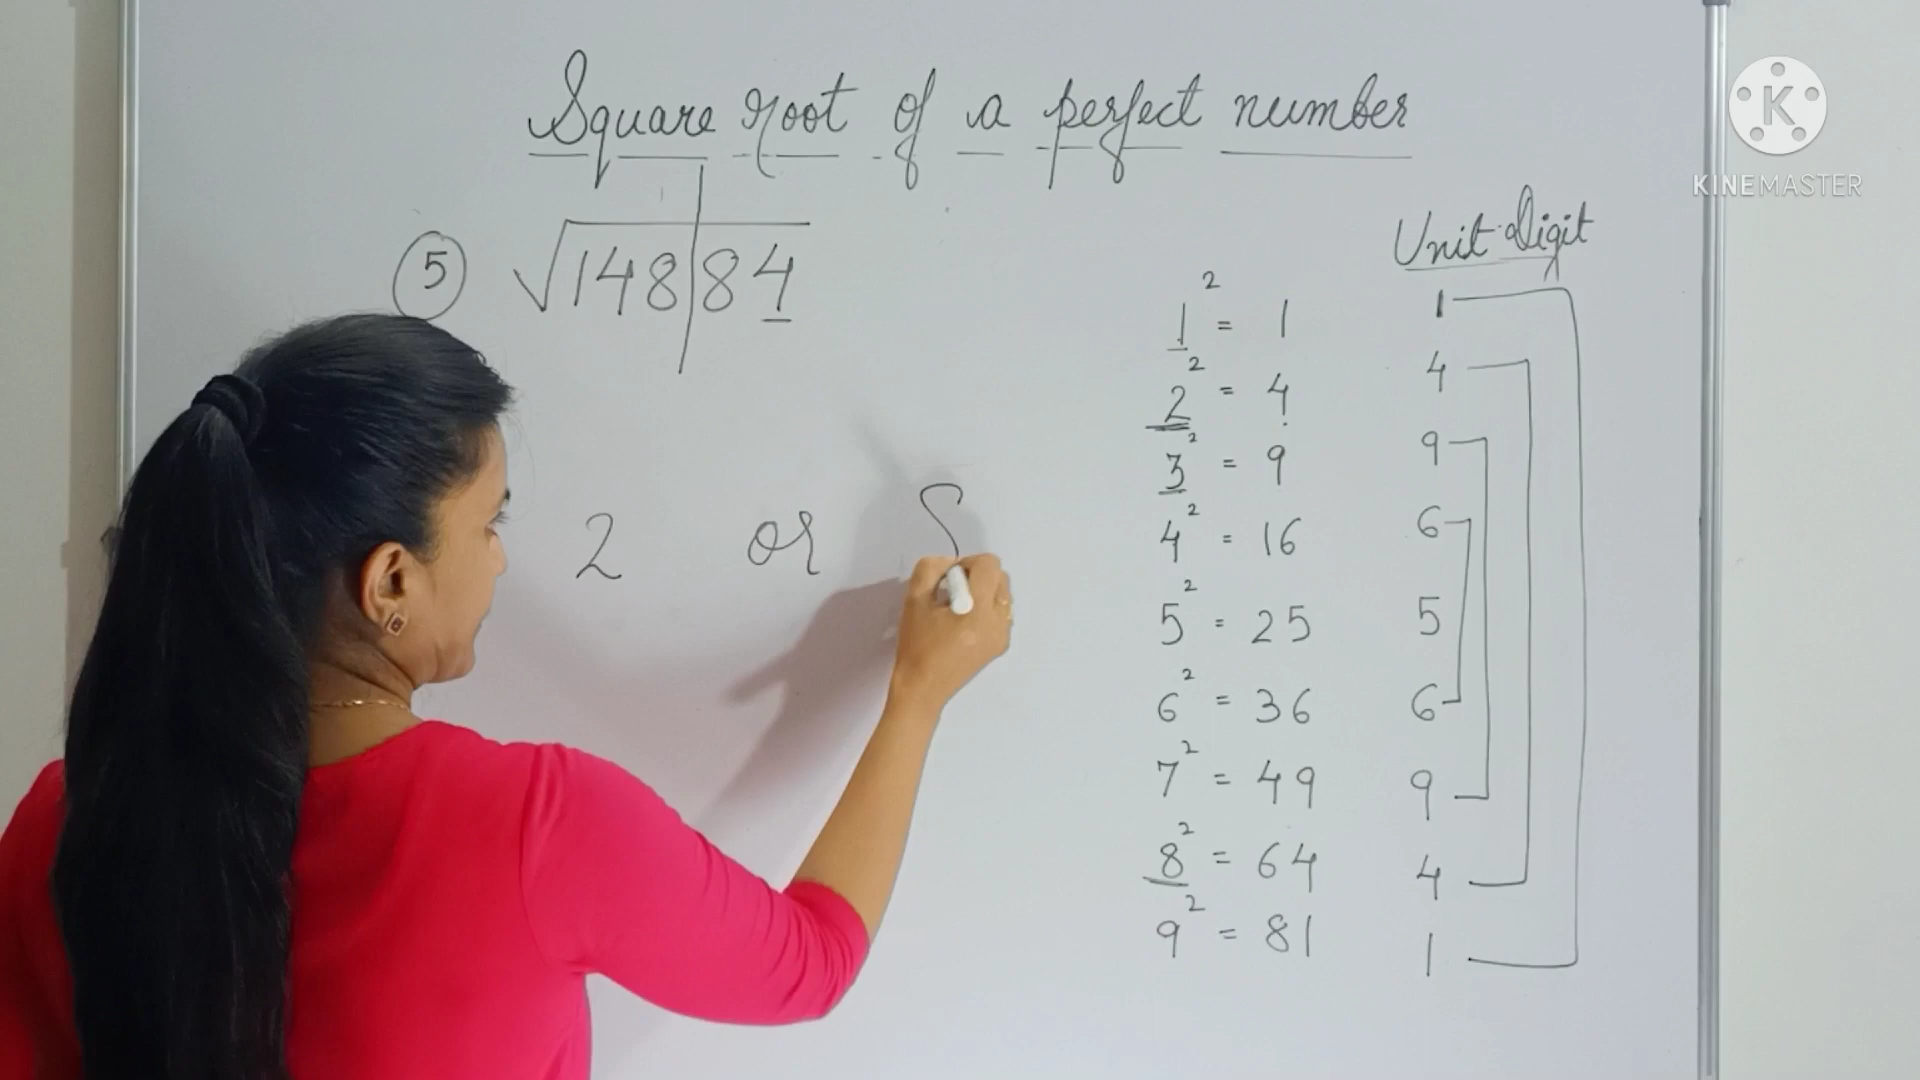 Square root of a perfect number
⑤ √148|84
2 or
Unit Digit
1² = 1 1
2² = 4 4
3² = 9 9
4² = 16 6
5² = 25 5
6² = 36 6
7² = 49 9
8² = 64 4
9² = 81 1
K
KINEMASTER